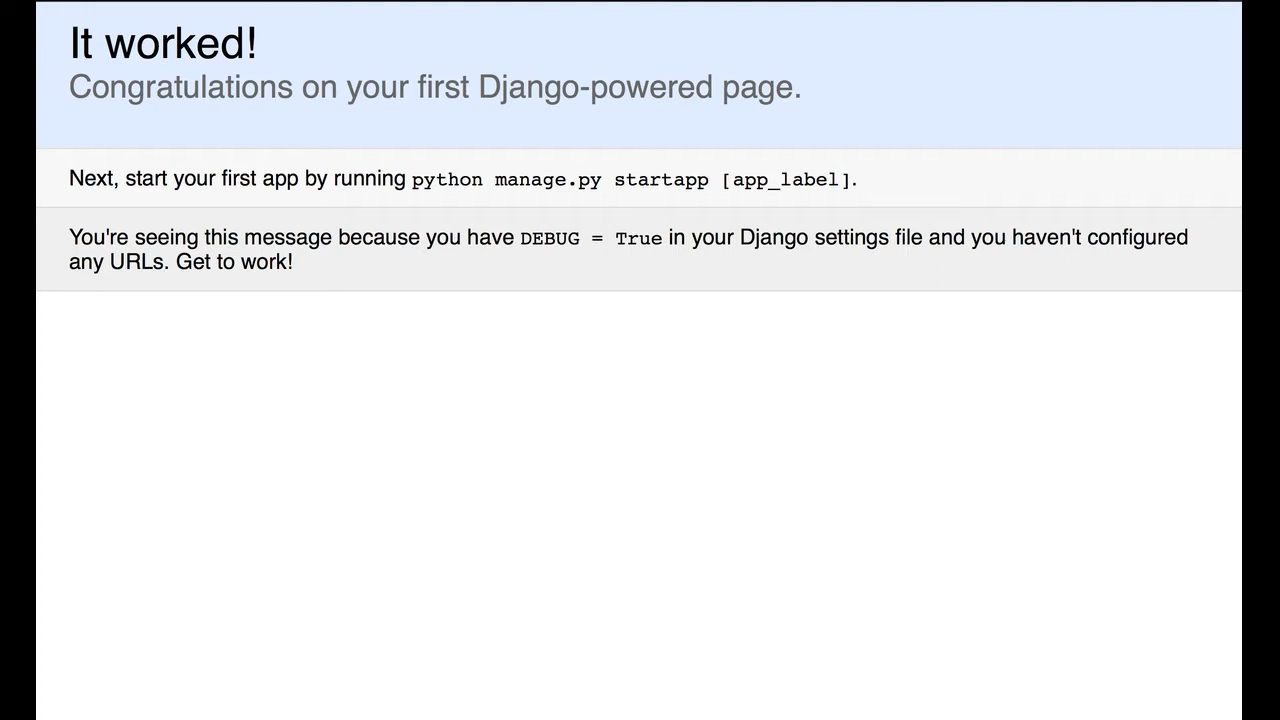 It worked!
Congratulations on your first Django-powered page.
Next, start your first app by running python manage.py startapp [app_label].
You're seeing this message because you have DEBUG = True in your Django settings file and you haven't configured
any URLs. Get to work!